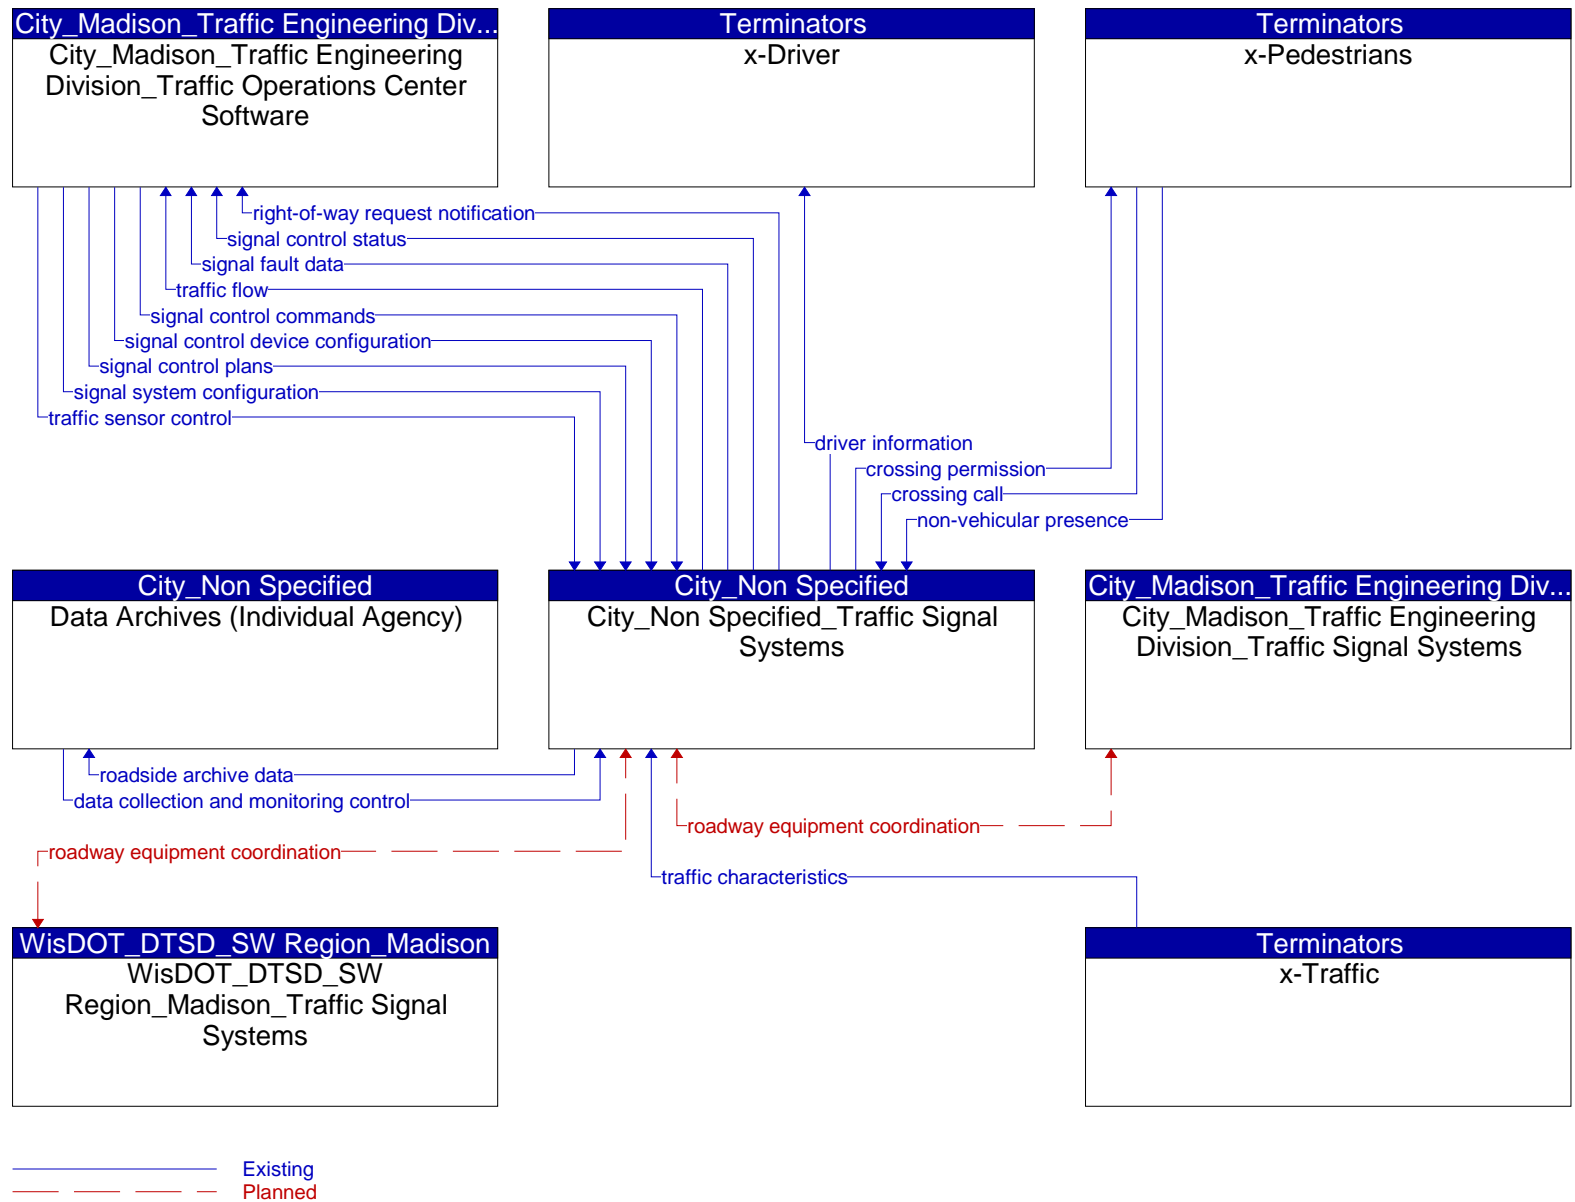 City_Madison_Traffic Engineering Div...
City_Madison_Traffic Engineering
Division_Traffic Operations Center
Software
Terminators
x-Driver
Terminators
x-Pedestrians
right-of-way request notification
signal control status
signal fault data
traffic flow
signal control commands
signal control device configuration
signal control plans
signal system configuration
traffic sensor control
driver information
crossing permission
crossing call
non-vehicular presence
City_Non Specified
Data Archives (Individual Agency)
City_Non Specified
City_Non Specified_Traffic Signal
Systems
City_Madison_Traffic Engineering Div...
City_Madison_Traffic Engineering
Division_Traffic Signal Systems
roadside archive data
data collection and monitoring control
roadway equipment coordination
roadway equipment coordination
traffic characteristics
WisDOT_DTSD_SW Region_Madison
WisDOT_DTSD_SW
Region_Madison_Traffic Signal
Systems
Terminators
x-Traffic
Existing
Planned